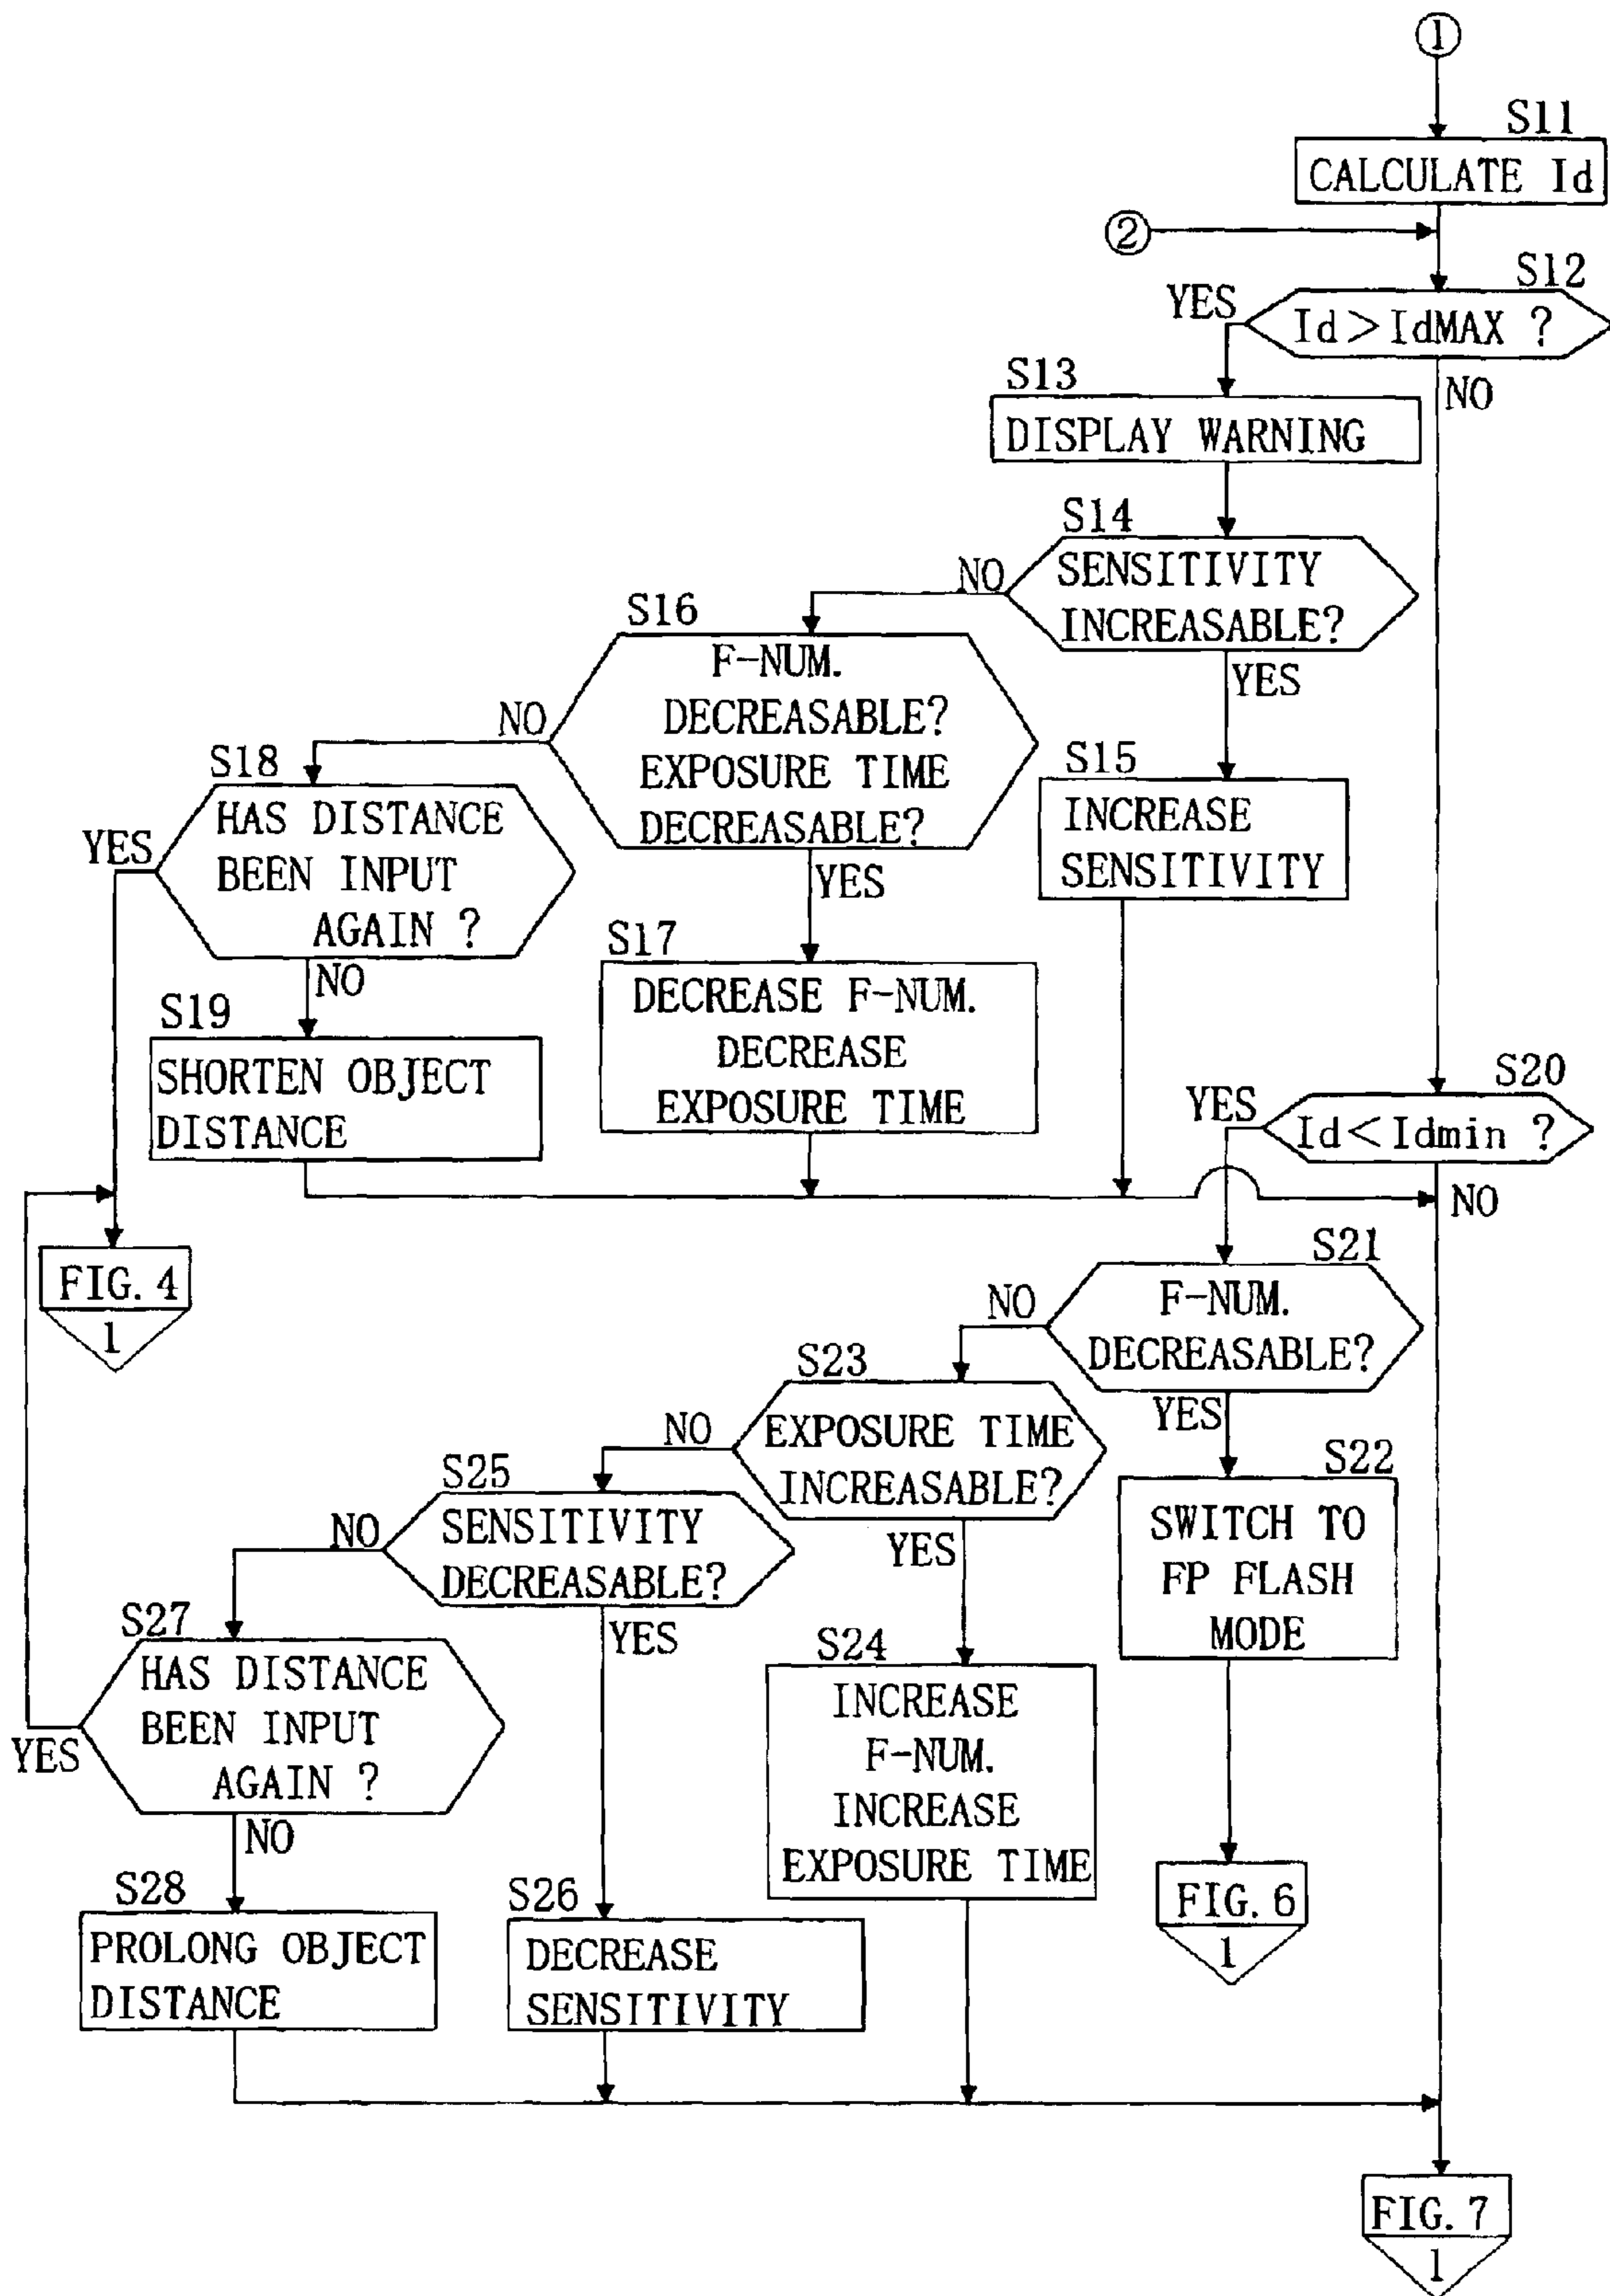 ①
S11
CALCULATE Id
②
S12
YES
Id>IdMAX ?
NO
S13
DISPLAY WARNING
S14
NO
SENSITIVITY
INCREASABLE?
YES
S16
F-NUM.
DECREASABLE?
EXPOSURE TIME
DECREASABLE?
NO
YES
S15
INCREASE
SENSITIVITY
S18
HAS DISTANCE
BEEN INPUT
AGAIN ?
YES
NO
S17
DECREASE F-NUM.
DECREASE
EXPOSURE TIME
S19
SHORTEN OBJECT
DISTANCE
S20
YES
Id<Idmin ?
NO
FIG. 4
1
S21
NO
F-NUM.
DECREASABLE?
YES
S23
NO
EXPOSURE TIME
INCREASABLE?
YES
S22
SWITCH TO
FP FLASH
MODE
S25
NO
SENSITIVITY
DECREASABLE?
YES
S27
HAS DISTANCE
BEEN INPUT
AGAIN ?
YES
NO
S24
INCREASE
F-NUM.
INCREASE
EXPOSURE TIME
FIG. 6
1
S28
PROLONG OBJECT
DISTANCE
S26
DECREASE
SENSITIVITY
FIG. 7
1